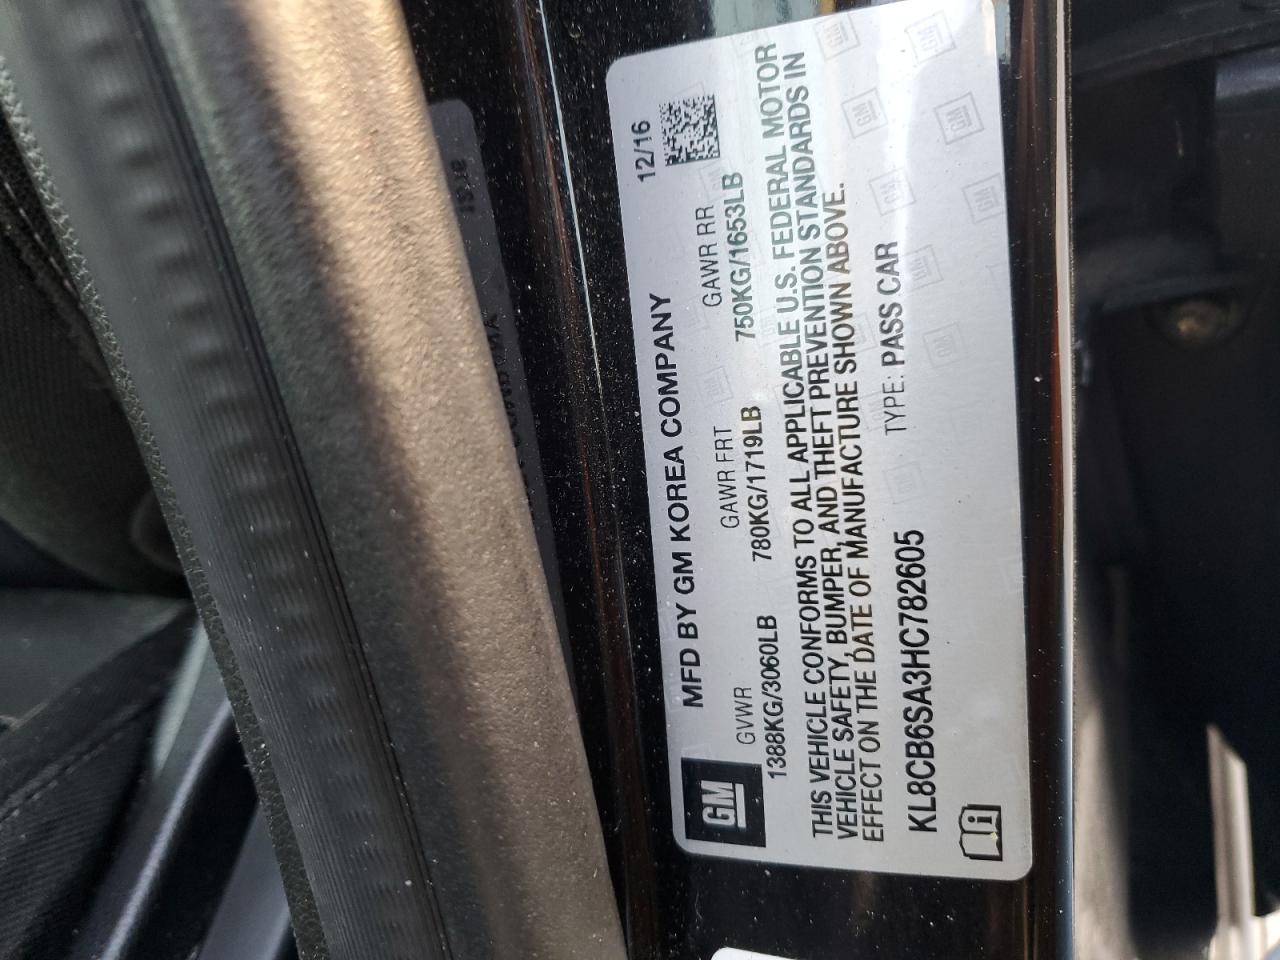 MFD BY GM KOREA COMPANY 12/16
GM
GVWR GAWR FRT GAWR RR
1388KG/3060LB 780KG/1719LB 750KG/1653LB
THIS VEHICLE CONFORMS TO ALL APPLICABLE U.S. FEDERAL MOTOR
VEHICLE SAFETY, BUMPER, AND THEFT PREVENTION STANDARDS IN
EFFECT ON THE DATE OF MANUFACTURE SHOWN ABOVE.
KL8CB6SA3HC782605 TYPE: PASS CAR